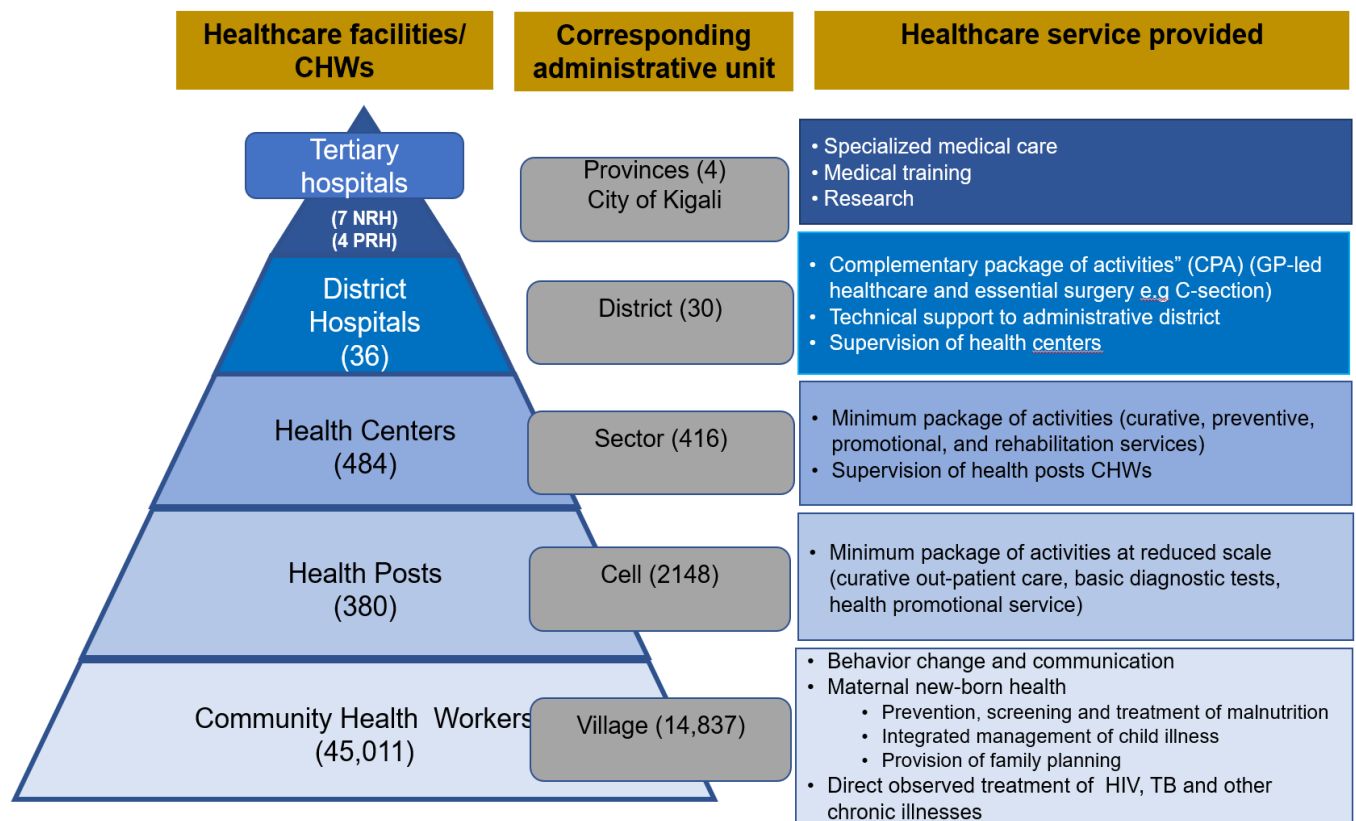 Healthcare facilities/
CHWs
Corresponding
administrative unit
Healthcare service provided
Tertiary
hospitals
(7 NRH)
(4 PRH)
Provinces (4)
City of Kigali
• Specialized medical care
• Medical training
• Research
District
Hospitals
(36)
District (30)
• Complementary package of activities” (CPA) (GP-led
healthcare and essential surgery e.g C-section)
• Technical support to administrative district
• Supervision of health centers
Health Centers
(484)
Sector (416)
• Minimum package of activities (curative, preventive,
promotional, and rehabilitation services)
• Supervision of health posts CHWs
Health Posts
(380)
Cell (2148)
• Minimum package of activities at reduced scale
(curative out-patient care, basic diagnostic tests,
health promotional service)
Community Health Workers
(45,011)
Village (14,837)
• Behavior change and communication
• Maternal new-born health
• Prevention, screening and treatment of malnutrition
• Integrated management of child illness
• Provision of family planning
• Direct observed treatment of HIV, TB and other
chronic illnesses